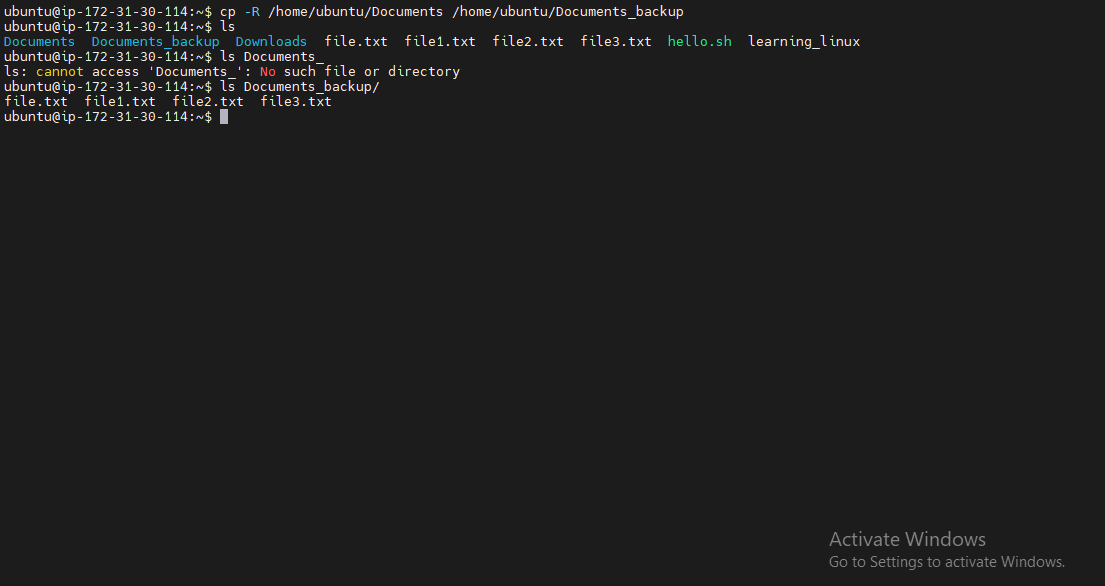 ubuntu@ip-172-31-30-114:~$ cp -R /home/ubuntu/Documents /home/ubuntu/Documents_backup
ubuntu@ip-172-31-30-114:~$ ls
Documents  Documents_backup  Downloads  file.txt  file1.txt  file2.txt  file3.txt  hello.sh  learning_linux
ubuntu@ip-172-31-30-114:~$ ls Documents_
ls: cannot access 'Documents_': No such file or directory
ubuntu@ip-172-31-30-114:~$ ls Documents_backup/
file.txt  file1.txt  file2.txt  file3.txt
ubuntu@ip-172-31-30-114:~$
Activate Windows
Go to Settings to activate Windows.